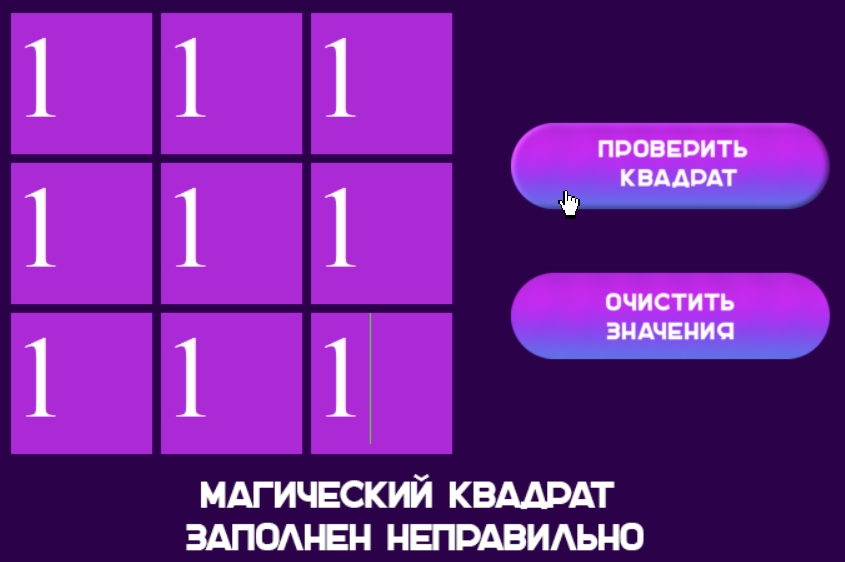 1 1 1
ПРОВЕРИТЬ
КВАДРАТ
1 1 1
ОЧИСТИТЬ
ЗНАЧЕНИЯ
1 1 1
МАГИЧЕСКИЙ КВАДРАТ
ЗАПОЛНЕН НЕПРАВИЛЬНО